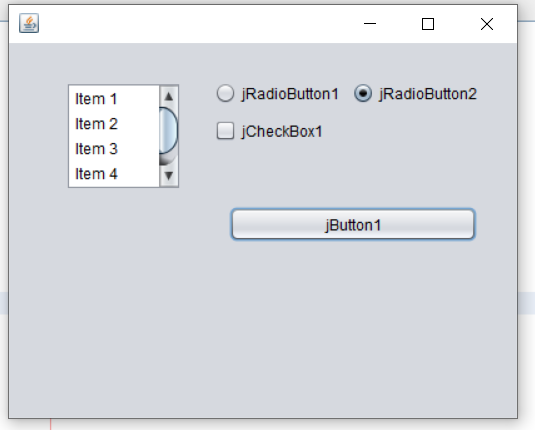 Item 1
Item 2
Item 3
Item 4
jRadioButton1
jRadioButton2
jCheckBox1
jButton1